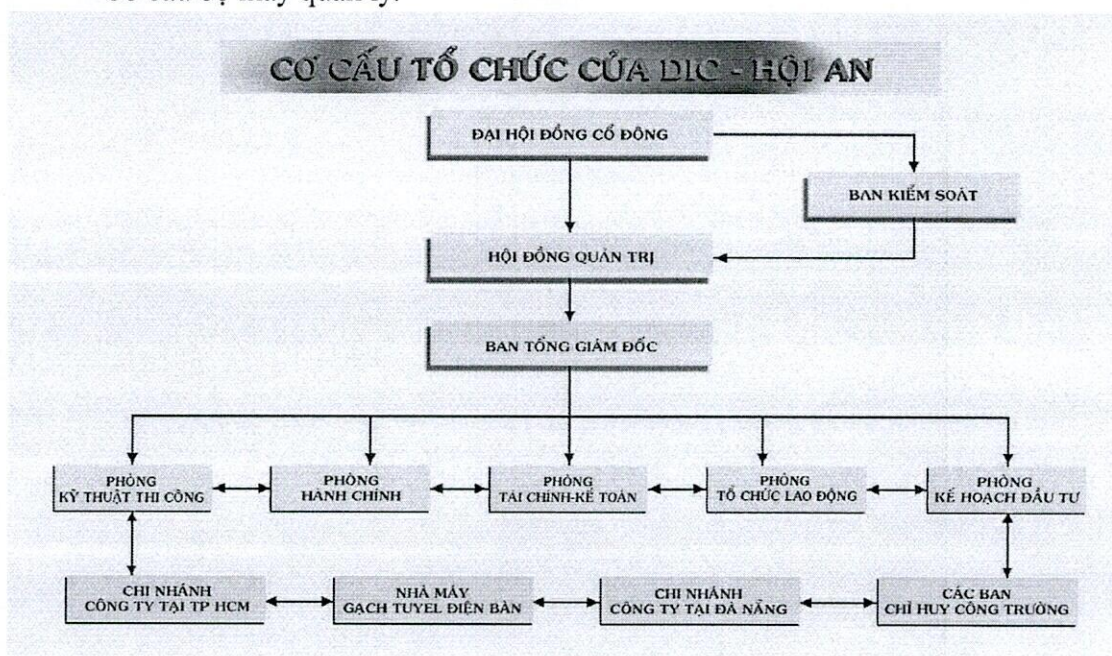 CƠ CẤU TỔ CHỨC CỦA DIC - HỘI AN
ĐẠI HỘI ĐỒNG CỔ ĐÔNG
BAN KIỂM SOÁT
HỘI ĐỒNG QUẢN TRỊ
BAN TỔNG GIÁM ĐỐC
PHÒNG
KỸ THUẬT THI CÔNG
PHÒNG
HÀNH CHÍNH
PHÒNG
TÀI CHÍNH-KẾ TOÁN
PHÒNG
TỔ CHỨC LAO ĐỘNG
PHÒNG
KẾ HOẠCH ĐẦU TƯ
CHI NHÁNH
CÔNG TY TẠI TP HCM
NHÀ MÁY
GẠCH TUYEL ĐIỆN BÀN
CHI NHÁNH
CÔNG TY TẠI ĐÀ NẴNG
CÁC BAN
CHỈ HUY CÔNG TRƯỜNG